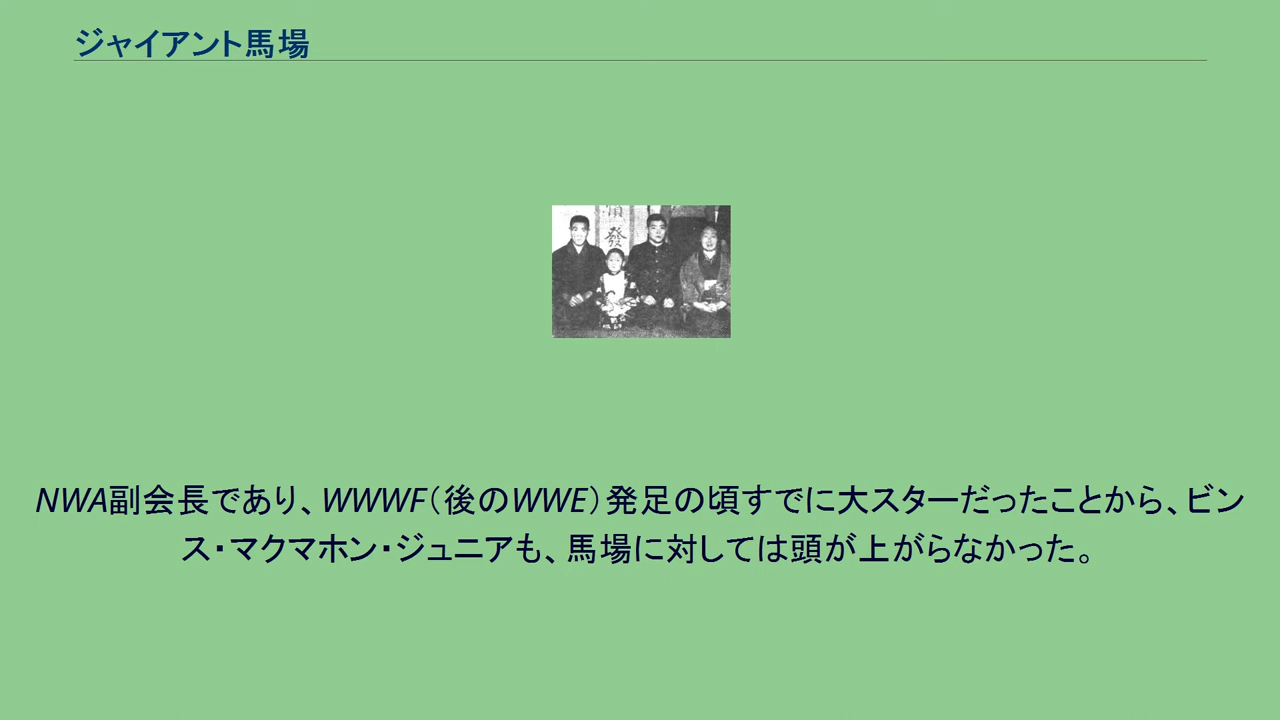 ジャイアント馬場
發
NWA副会長であり、WWWF（後のWWE）発足の頃すでに大スターだったことから、ビン
ス・マクマホン・ジュニアも、馬場に対しては頭が上がらなかった。